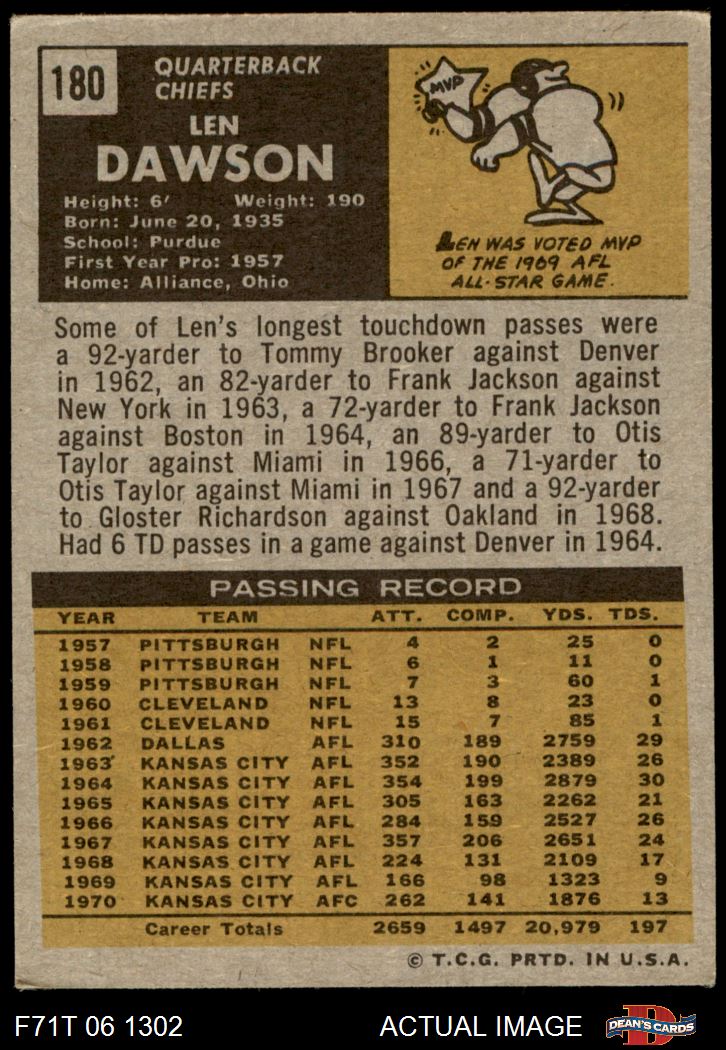 180
QUARTERBACK
CHIEFS
LEN
DAWSON
Height: 6' Weight: 190
Born: June 20, 1935
School: Purdue
First Year Pro: 1957
Home: Alliance, Ohio
MVP
LEN WAS VOTED MVP
OF THE 1969 AFL
ALL-STAR GAME.
Some of Len's longest touchdown passes were
a 92-yarder to Tommy Brooker against Denver
in 1962, an 82-yarder to Frank Jackson against
New York in 1963, a 72-yarder to Frank Jackson
against Boston in 1964, an 89-yarder to Otis
Taylor against Miami in 1966, a 71-yarder to
Otis Taylor against Miami in 1967 and a 92-yarder
to Gloster Richardson against Oakland in 1968.
Had 6 TD passes in a game against Denver in 1964.
PASSING RECORD
YEAR TEAM ATT. COMP. YDS. TDS.
1957 PITTSBURGH NFL 4 2 25 0
1958 PITTSBURGH NFL 6 1 11 0
1959 PITTSBURGH NFL 7 3 60 1
1960 CLEVELAND NFL 13 8 23 0
1961 CLEVELAND NFL 15 7 85 1
1962 DALLAS AFL 310 189 2759 29
1963 KANSAS CITY AFL 352 190 2389 26
1964 KANSAS CITY AFL 354 199 2879 30
1965 KANSAS CITY AFL 305 163 2262 21
1966 KANSAS CITY AFL 284 159 2527 26
1967 KANSAS CITY AFL 357 206 2651 24
1968 KANSAS CITY AFL 224 131 2109 17
1969 KANSAS CITY AFL 166 98 1323 9
1970 KANSAS CITY AFC 262 141 1876 13
Career Totals 2659 1497 20,979 197
© T.C.G. PRTD. IN U.S.A.
F71T 06 1302 ACTUAL IMAGE D DEAN'S CARDS